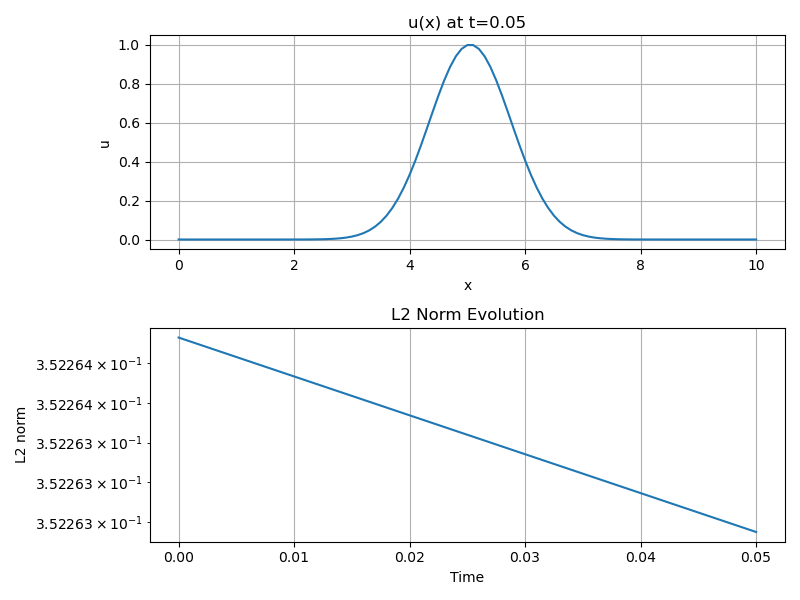 u(x) at t=0.05
1.0
0.8
0.6
0.4
0.2
0.0
u
0 2 4 6 8 10
x
L2 Norm Evolution
3.52264 × 10⁻¹
3.52264 × 10⁻¹
3.52263 × 10⁻¹
3.52263 × 10⁻¹
3.52263 × 10⁻¹
L2 norm
0.00 0.01 0.02 0.03 0.04 0.05
Time